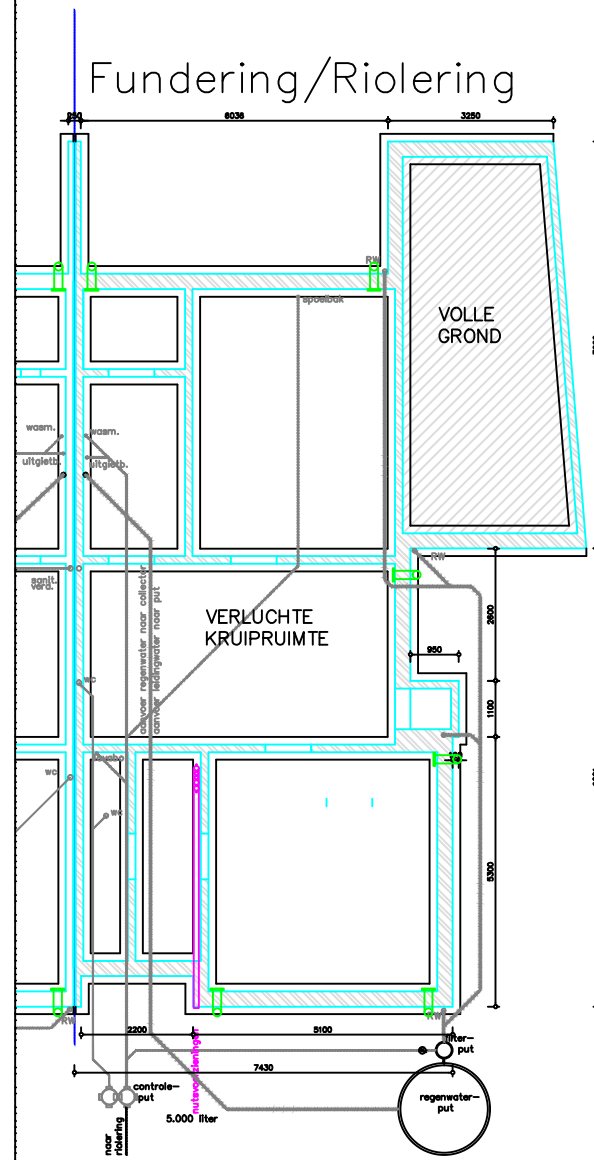 Fundering/Riolering
250
6036
3250
RW
spoelbak
VOLLE
GROND
wasm.
wasm.
uitgietb.
uitgietb.
RW
sanit.
verd.
aanvoer regenwater naar collector
aanvoer leidingwater naar put
VERLUCHTE
KRUIPRUIMTE
2600
950
1100
wc
wc
5300
RW
RW
2200
5100
filter-
put
7430
controle-
put
nutsvoorzieningen
regenwater-
put
5.000 liter
naar
riolering